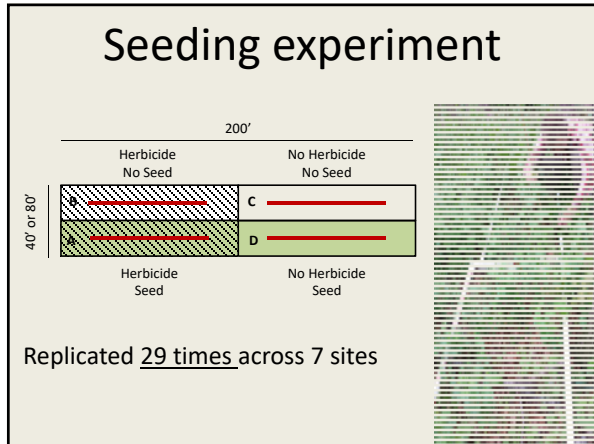 Seeding experiment
200’
Herbicide
No Seed
No Herbicide
No Seed
40’ or 80’
B
C
A
D
Herbicide
Seed
No Herbicide
Seed
Replicated 29 times across 7 sites